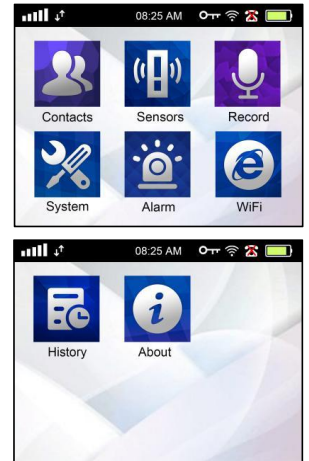 08:25 AM
Contacts Sensors Record
System Alarm WiFi
08:25 AM
History About